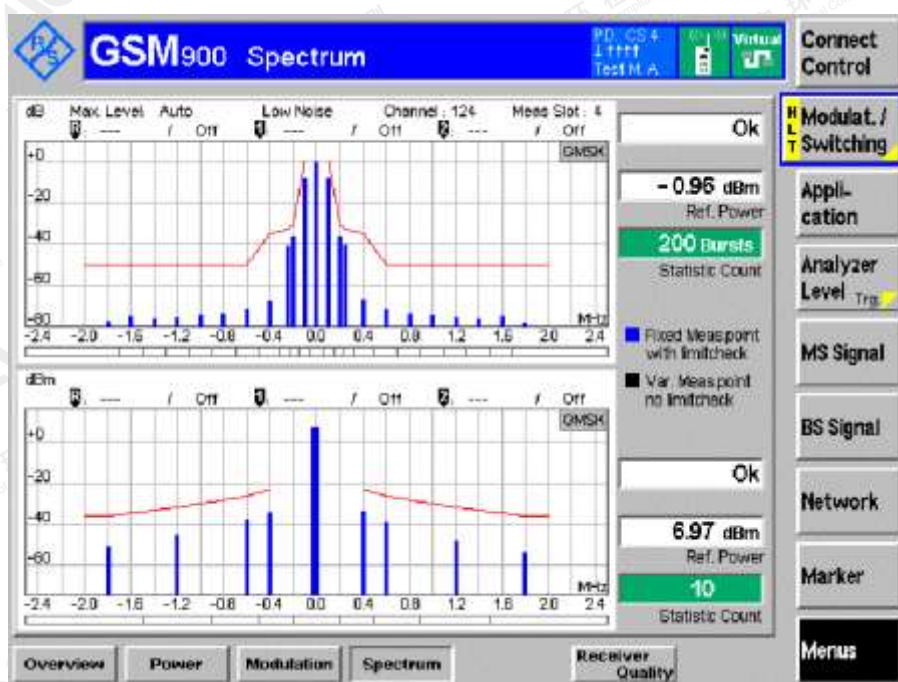 R S
GSM900 Spectrum
PD, CS4
Test M. A
Virtual
Connect Control
dB Max. Level: Auto Low Noise Channel : 124 Meas Slot : 4
--- / Off 1: --- / Off 2: --- / Off
GMSK
+0
-20
-40
-60
-80
MHz
-2.4 -2.0 -1.6 -1.2 -0.8 -0.4 0.0 0.4 0.8 1.2 1.6 2.0 2.4
Ok
- 0.96 dBm
Ref. Power
200 Bursts
Statistic Count
Fixed Meas point
with limitcheck
Var. Meas point
no limitcheck
dBm
--- / Off 1: --- / Off 2: --- / Off
GMSK
+0
-20
-40
-60
MHz
-2.4 -2.0 -1.6 -1.2 -0.8 -0.4 0.0 0.4 0.8 1.2 1.6 2.0 2.4
Ok
6.97 dBm
Ref. Power
10
Statistic Count
HLT
Modulat. /
Switching
Appli-
cation
Analyzer
Level Trg.
MS Signal
BS Signal
Network
Marker
Menus
Overview
Power
Modulation
Spectrum
Receiver
Quality